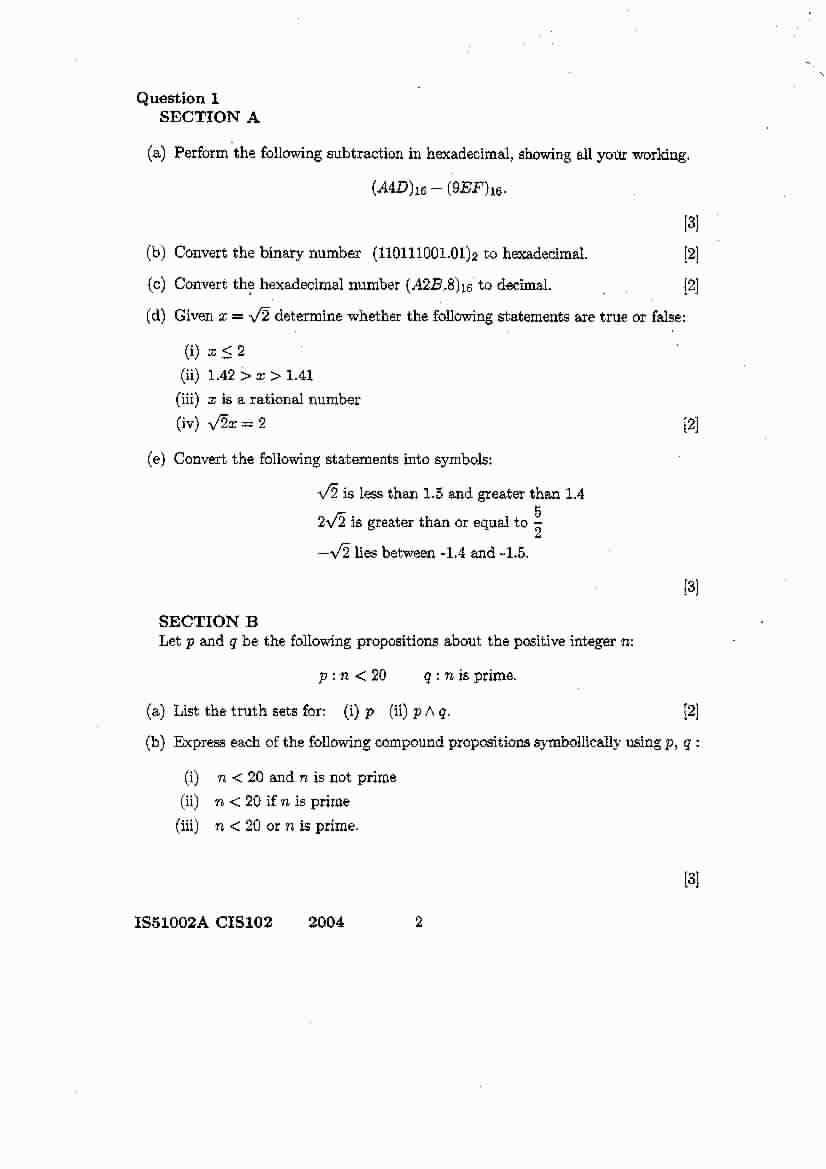 Question 1
SECTION A
(a) Perform the following subtraction in hexadecimal, showing all your working.
(A4D)₁₆ − (9EF)₁₆.
[3]
(b) Convert the binary number (110111001.01)₂ to hexadecimal. [2]
(c) Convert the hexadecimal number (A2B.8)₁₆ to decimal. [2]
(d) Given x = √2 determine whether the following statements are true or false:
(i) x ≤ 2
(ii) 1.42 > x > 1.41
(iii) x is a rational number
(iv) √2x = 2 [2]
(e) Convert the following statements into symbols:
√2 is less than 1.5 and greater than 1.4
2√2 is greater than or equal to 5/2
−√2 lies between -1.4 and -1.5.
[3]
SECTION B
Let p and q be the following propositions about the positive integer n:
p : n < 20 q : n is prime.
(a) List the truth sets for: (i) p (ii) p ∧ q. [2]
(b) Express each of the following compound propositions symbollically using p, q :
(i) n < 20 and n is not prime
(ii) n < 20 if n is prime
(iii) n < 20 or n is prime.
[3]
IS51002A CIS102 2004 2